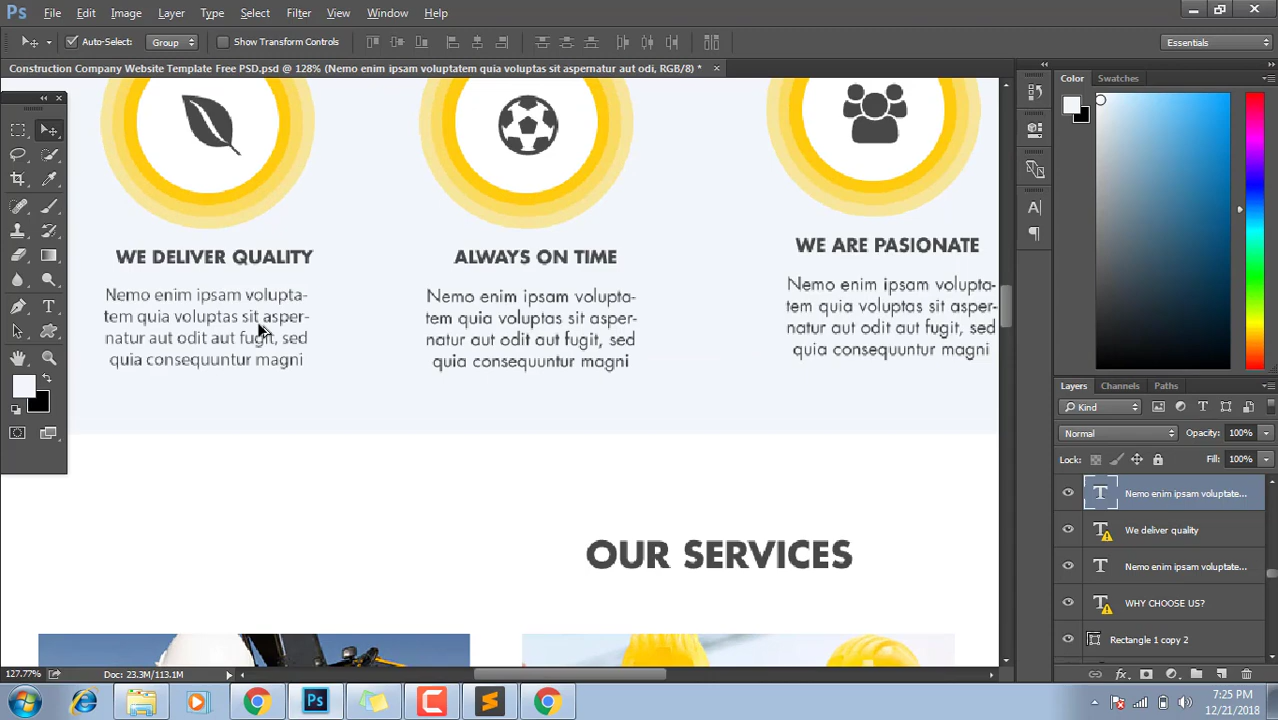 Ps File Edit Image Layer Type Select Filter 3D View Window Help
Auto-Select: Group Show Transform Controls Essentials
Construction Company Website Template Free PSD.psd @ 128% (Nemo enim ipsam voluptatem quia voluptas sit aspernatur aut odi, RGB/8) * ×
Color Swatches
WE DELIVER QUALITY
Nemo enim ipsam volupta-
tem quia voluptas sit asper-
natur aut odit aut fugit, sed
quia consequuntur magni
ALWAYS ON TIME
Nemo enim ipsam volupta-
tem quia voluptas sit asper-
natur aut odit aut fugit, sed
quia consequuntur magni
WE ARE PASIONATE
Nemo enim ipsam volupta-
tem quia voluptas sit asper-
natur aut odit aut fugit, sed
quia consequuntur magni
OUR SERVICES
Layers Channels Paths
Kind
Normal Opacity: 100%
Lock: Fill: 100%
Nemo enim ipsam voluptate...
We deliver quality
Nemo enim ipsam voluptate...
WHY CHOOSE US?
Rectangle 1 copy 2
127.77% Doc: 23.3M/113.1M
Ps
7:25 PM
12/21/2018